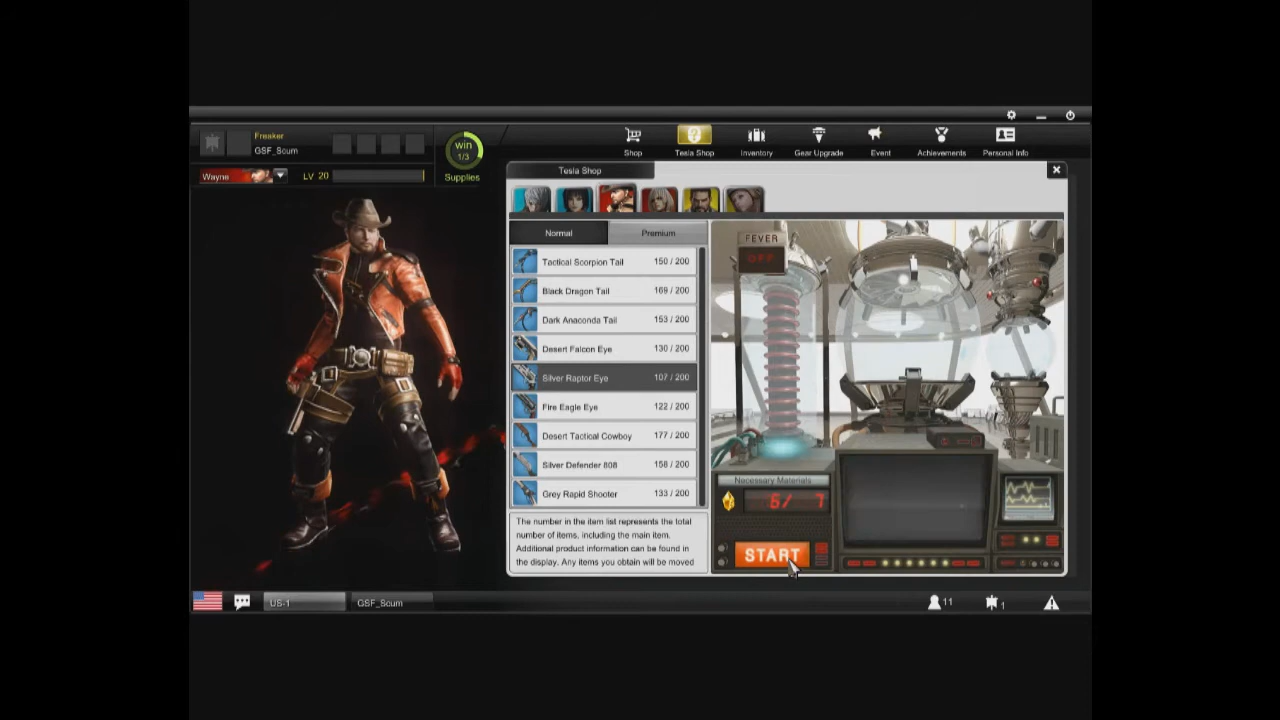 Freaker
GSF_Scum
win
1/3
Supplies
Wayne
LV 20
Shop
Tesla Shop
Inventory
Gear Upgrade
Event
Achievements
Personal Info
Tesla Shop
Normal
Premium
Tactical Scorpion Tail 150 / 200
Black Dragon Tail 169 / 200
Dark Anaconda Tail 153 / 200
Desert Falcon Eye 130 / 200
Silver Raptor Eye 107 / 200
Fire Eagle Eye 122 / 200
Desert Tactical Cowboy 177 / 200
Silver Defender 808 158 / 200
Grey Rapid Shooter 133 / 200
The number in the item list represents the total
number of items, including the main item.
Additional product information can be found in
the display. Any items you obtain will be moved
FEVER
OFF
Necessary Materials
6/ 7
START
US-1
GSF_Scum
11
1